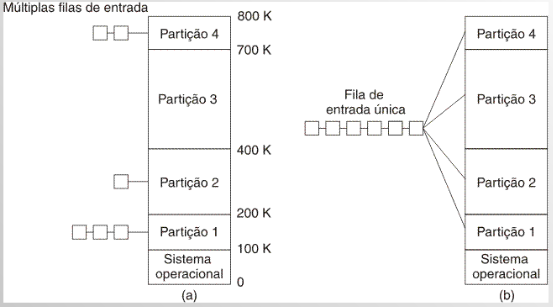 Múltiplas filas de entrada
800 K
Partição 4
700 K
Partição 3
400 K
Partição 2
200 K
Partição 1
100 K
Sistema
operacional
0
(a)
Fila de
entrada única
Partição 4
Partição 3
Partição 2
Partição 1
Sistema
operacional
(b)